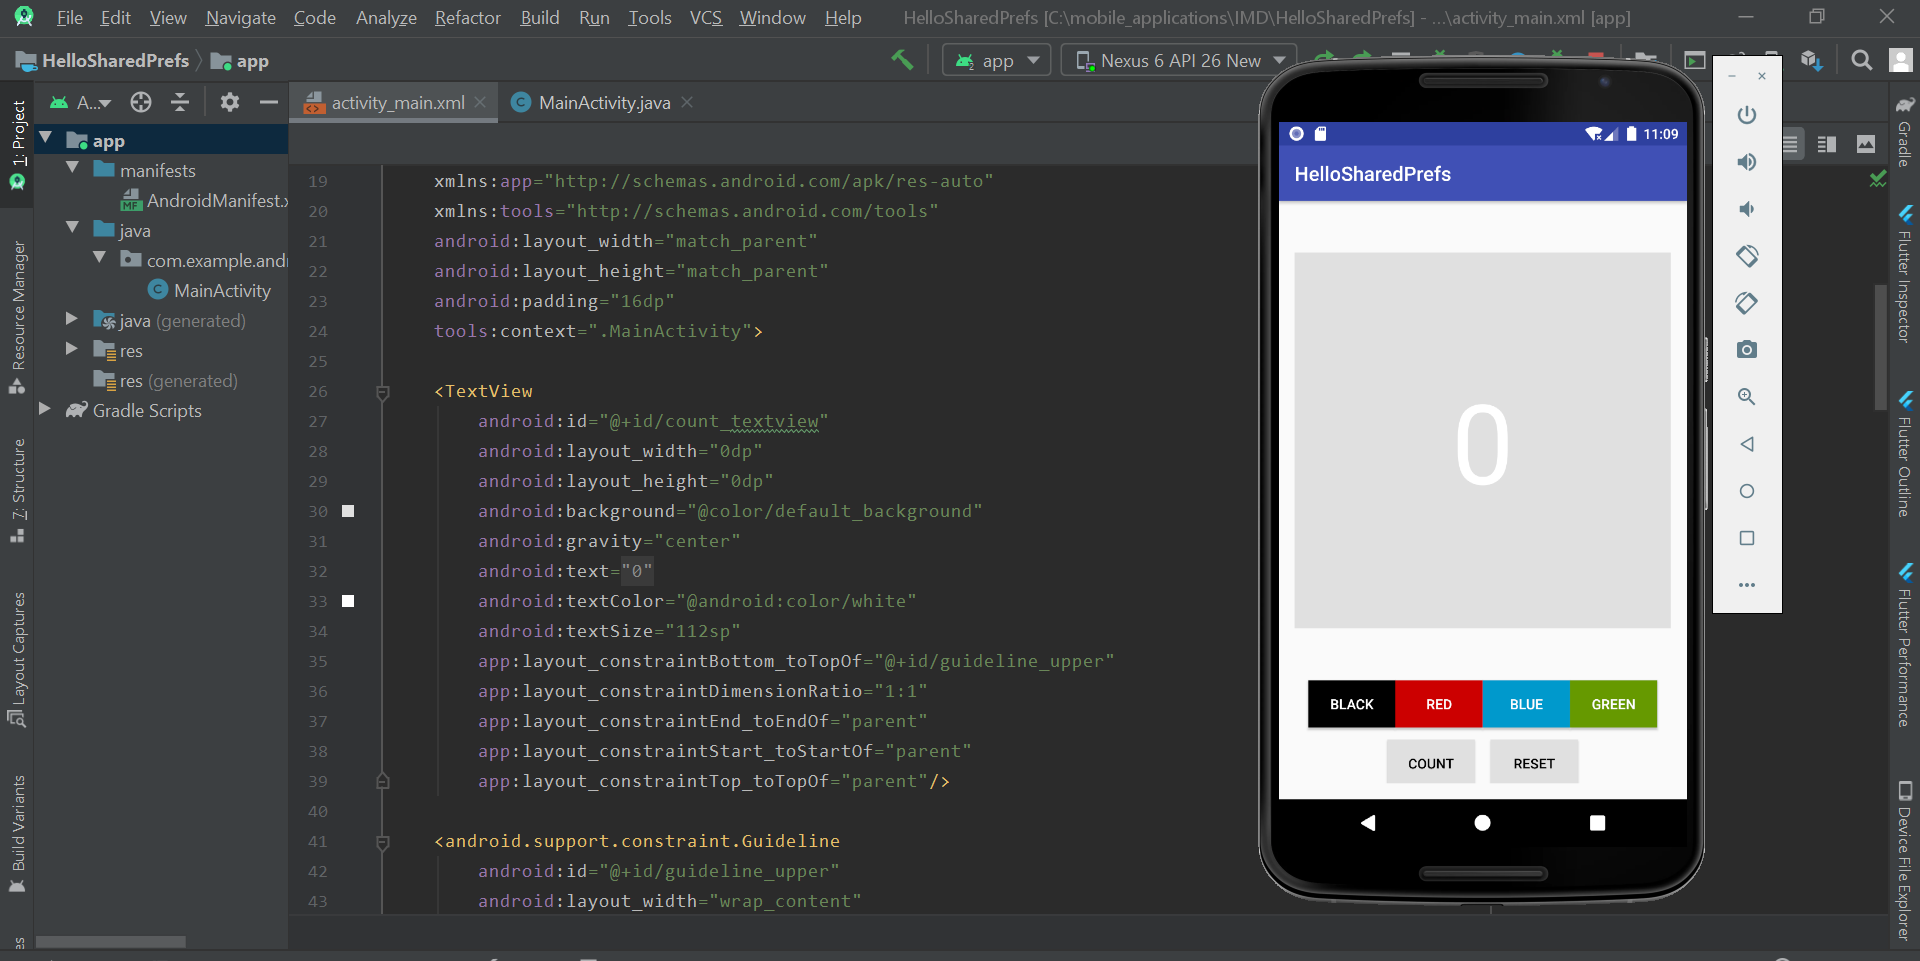 File Edit View Navigate Code Analyze Refactor Build Run Tools VCS Window Help HelloSharedPrefs [C:\mobile_applications\IMD\HelloSharedPrefs] - ...\activity_main.xml [app]
HelloSharedPrefs app app Nexus 6 API 26 New
A... activity_main.xml MainActivity.java
1: Project
Resource Manager
7: Structure
Layout Captures
Build Variants
app
manifests
AndroidManifest.x
java
com.example.andr
MainActivity
java (generated)
res
res (generated)
Gradle Scripts
19 xmlns:app="http://schemas.android.com/apk/res-auto"
20 xmlns:tools="http://schemas.android.com/tools"
21 android:layout_width="match_parent"
22 android:layout_height="match_parent"
23 android:padding="16dp"
24 tools:context=".MainActivity">
25
26 <TextView
27 android:id="@+id/count_textview"
28 android:layout_width="0dp"
29 android:layout_height="0dp"
30 android:background="@color/default_background"
31 android:gravity="center"
32 android:text="0"
33 android:textColor="@android:color/white"
34 android:textSize="112sp"
35 app:layout_constraintBottom_toTopOf="@+id/guideline_upper"
36 app:layout_constraintDimensionRatio="1:1"
37 app:layout_constraintEnd_toEndOf="parent"
38 app:layout_constraintStart_toStartOf="parent"
39 app:layout_constraintTop_toTopOf="parent"/>
40
41 <android.support.constraint.Guideline
42 android:id="@+id/guideline_upper"
43 android:layout_width="wrap_content"
11:09
HelloSharedPrefs
0
BLACK RED BLUE GREEN
COUNT RESET
Gradle
Flutter Inspector
Flutter Outline
Flutter Performance
Device File Explorer